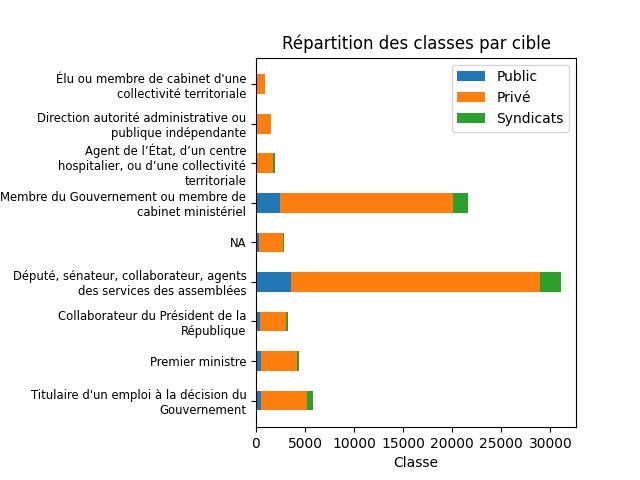 Répartition des classes par cible
Public
Privé
Syndicats
Élu ou membre de cabinet d'une
collectivité territoriale
Direction autorité administrative ou
publique indépendante
Agent de l’État, d’un centre
hospitalier, ou d’une collectivité
territoriale
Membre du Gouvernement ou membre de
cabinet ministériel
NA
Député, sénateur, collaborateur, agents
des services des assemblées
Collaborateur du Président de la
République
Premier ministre
Titulaire d'un emploi à la décision du
Gouvernement
0 5000 10000 15000 20000 25000 30000
Classe